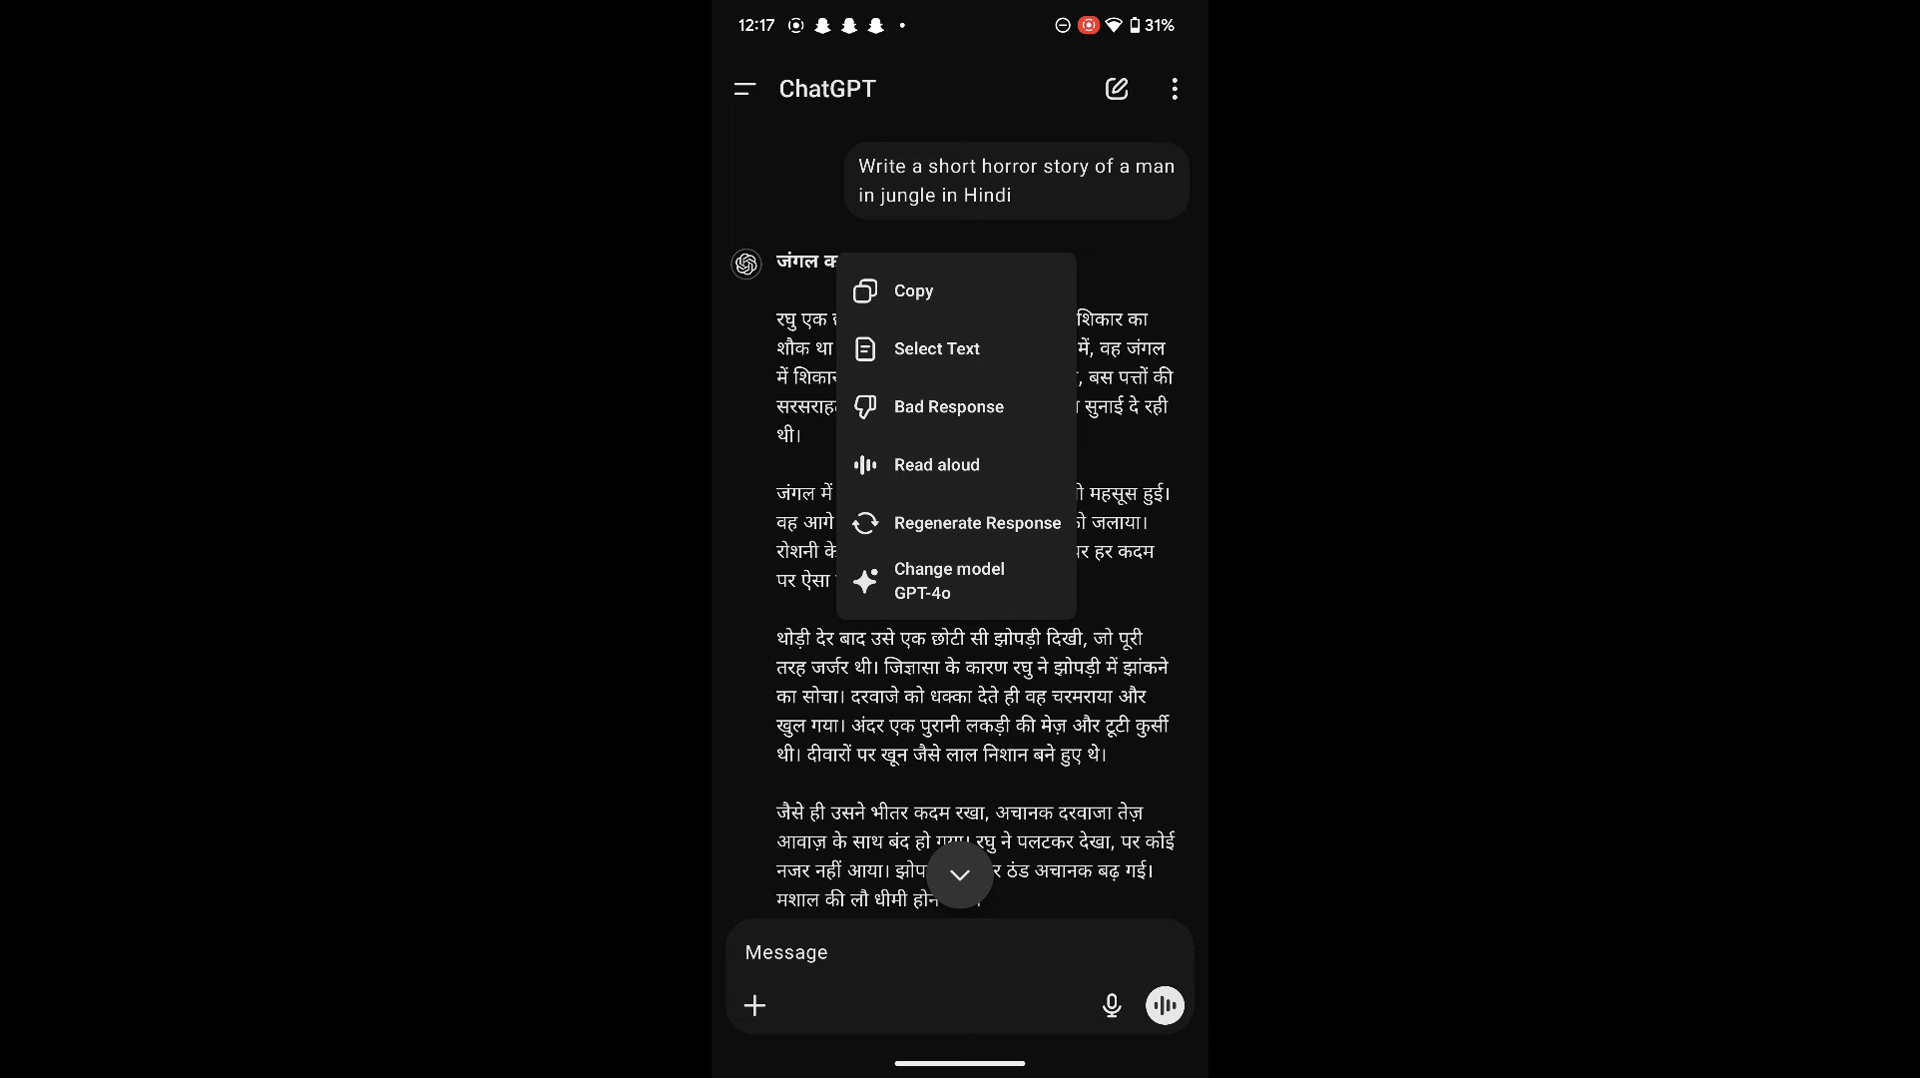 12:17
31%
ChatGPT
Write a short horror story of a man
in jungle in Hindi
जंगल
Copy
रघु एक
शिकार का
Select Text
शौक था
में, वह जंगल
में
बस पत्तों की
Bad Response
सुनाई दे रही
थी।
Read aloud
जंगल में
महसूस हुई।
Regenerate Response
वह आगे
जलाया।
रोशनी के
हर कदम
Change model
GPT-4o
पर ऐसा
थोड़ी देर बाद उसे एक छोटी सी झोपड़ी दिखी, जो पूरी
तरह जर्जर थी। जिज्ञासा के कारण रघु ने झोपड़ी में झांकने
का सोचा। दरवाजे को धक्का देते ही वह चरमराया और
खुल गया। अंदर एक पुरानी लकड़ी की मेज़ और टूटी कुर्सी
थी। दीवारों पर खून जैसे लाल निशान बने हुए थे।
जैसे ही उसने भीतर कदम रखा, अचानक दरवाजा तेज़
आवाज़ के साथ बंद हो गया। रघु ने पलटकर देखा, पर कोई
नजर नहीं आया। ठंड अचानक बढ़ गई।
मशाल की लौ धीमी
Message